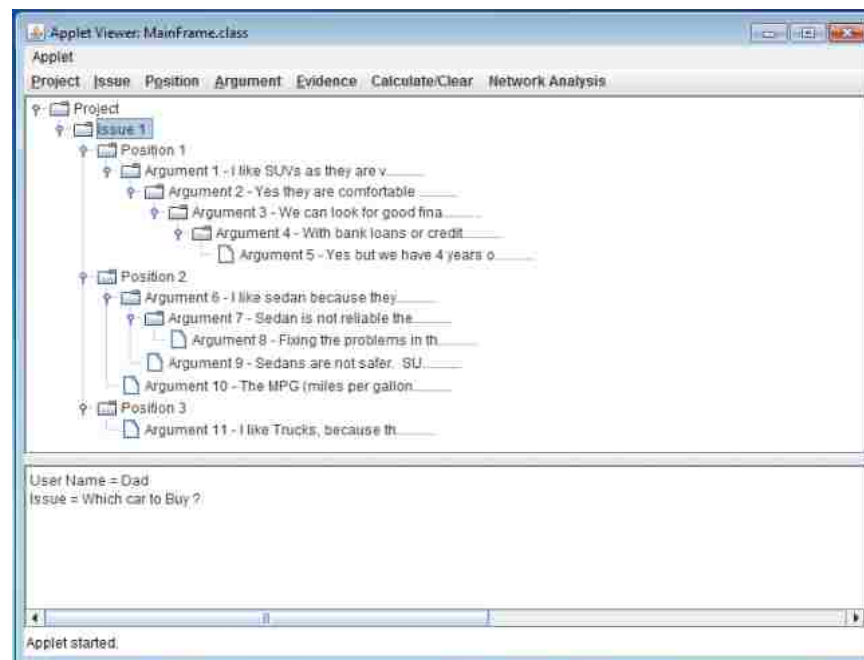 Applet Viewer: MainFrame.class
Applet
Project Issue Position Argument Evidence Calculate/Clear Network Analysis
Project
Issue 1
Position 1
Argument 1 - I like SUVs as they are v..........
Argument 2 - Yes they are comfortable ..........
Argument 3 - We can look for good fina..........
Argument 4 - With bank loans or credit..........
Argument 5 - Yes but we have 4 years o..........
Position 2
Argument 6 - I like sedan because they..........
Argument 7 - Sedan is not reliable the..........
Argument 8 - Fixing the problems in th..........
Argument 9 - Sedans are not safer. SU..........
Argument 10 - The MPG (miles per gallon..........
Position 3
Argument 11 - I like Trucks, because th..........
User Name = Dad
Issue = Which car to Buy ?
Applet started.